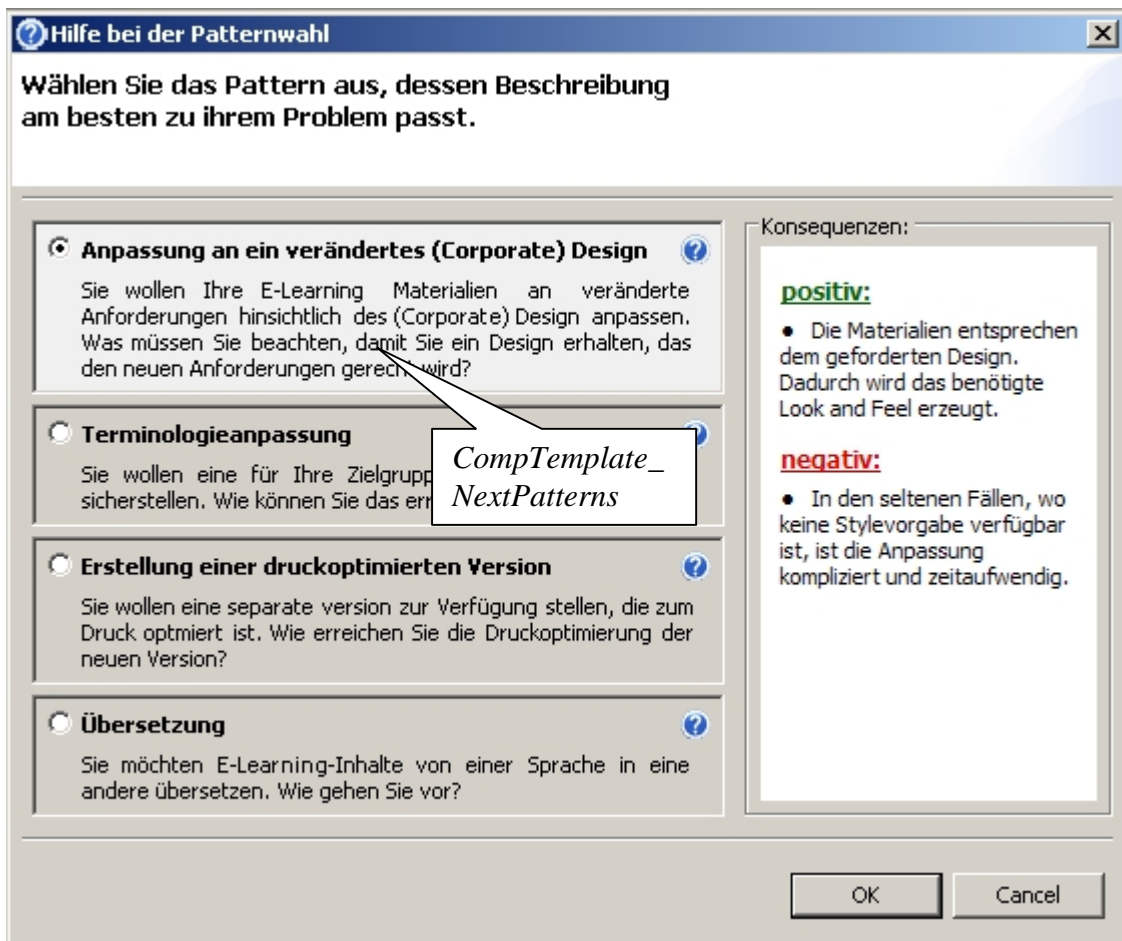 Hilfe bei der Patternwahl
Wählen Sie das Pattern aus, dessen Beschreibung
am besten zu ihrem Problem passt.
Anpassung an ein verändertes (Corporate) Design
Sie wollen Ihre E-Learning Materialien an veränderte
Anforderungen hinsichtlich des (Corporate) Design anpassen.
Was müssen Sie beachten, damit Sie ein Design erhalten, das
den neuen Anforderungen gerecht wird?
Terminologieanpassung
Sie wollen eine für Ihre
sicherstellen. Wie können Sie das
CompTemplate_
NextPatterns
Erstellung einer druckoptimierten Version
Sie wollen eine separate version zur Verfügung stellen, die zum
Druck optmiert ist. Wie erreichen Sie die Druckoptimierung der
neuen Version?
Übersetzung
Sie möchten E-Learning-Inhalte von einer Sprache in eine
andere übersetzen. Wie gehen Sie vor?
Konsequenzen:
positiv:
• Die Materialien entsprechen
dem geforderten Design.
Dadurch wird das benötigte
Look and Feel erzeugt.
negativ:
• In den seltenen Fällen, wo
keine Stylevorgabe verfügbar
ist, ist die Anpassung
kompliziert und zeitaufwendig.
OK
Cancel